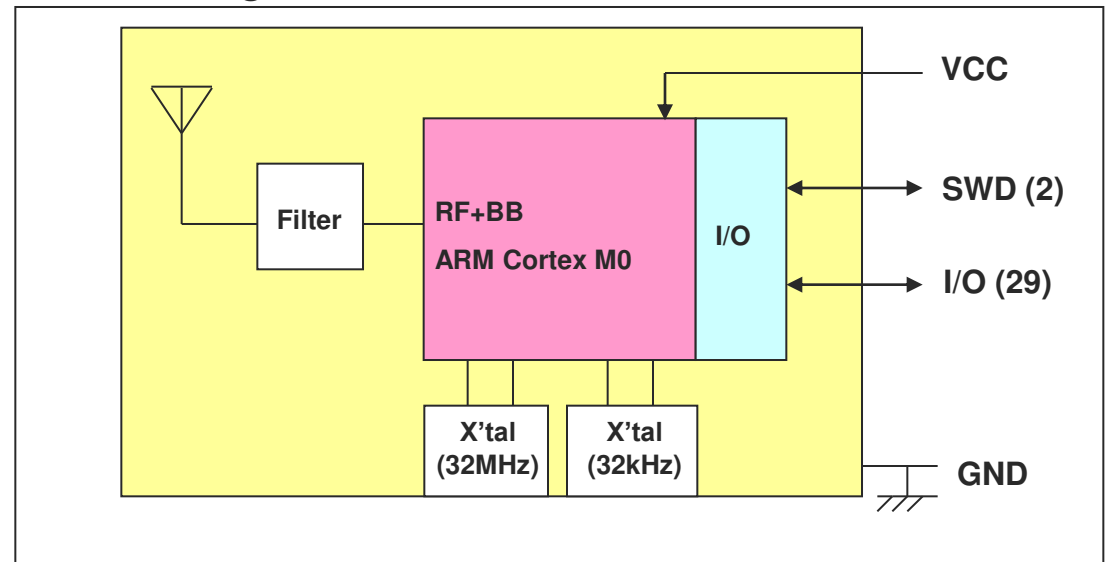 VCC
SWD (2)
Filter
RF+BB
I/O
ARM Cortex M0
I/O (29)
X'tal
(32MHz)
X'tal
(32kHz)
GND